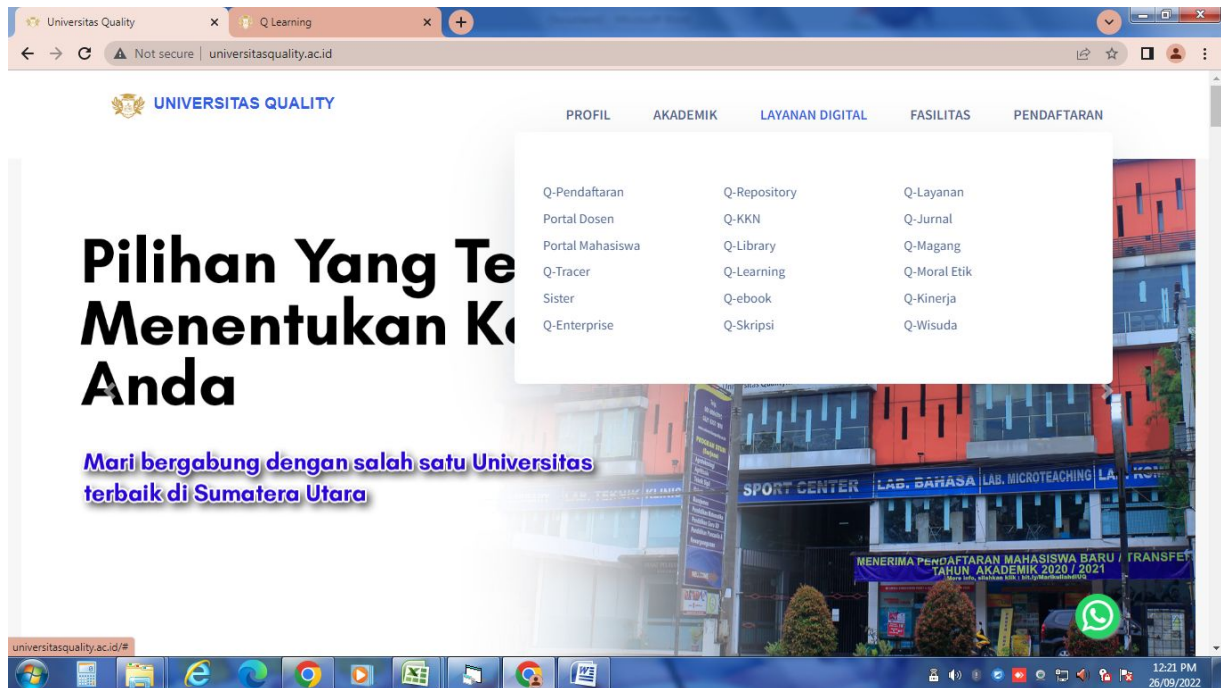 Universitas Quality
Q Learning
Not secure
universitasquality.ac.id
UNIVERSITAS QUALITY
PROFIL AKADEMIK LAYANAN DIGITAL FASILITAS PENDAFTARAN
Q-Pendaftaran Q-Repository Q-Layanan
Portal Dosen Q-KKN Q-Jurnal
Portal Mahasiswa Q-Library Q-Magang
Q-Tracer Q-Learning Q-Moral Etik
Sister Q-ebook Q-Kinerja
Q-Enterprise Q-Skripsi Q-Wisuda
Pilihan Yang Te
Menentukan K
Anda
Mari bergabung dengan salah satu Universitas
terbaik di Sumatera Utara
SPORT CENTER
LAB. BAHASA
LAB. MICROTEACHING
MENERIMA PENDAFTARAN MAHASISWA BARU / TRANSFER
TAHUN AKADEMIK 2020 / 2021
universitasquality.ac.id/#
12:21 PM
26/09/2022